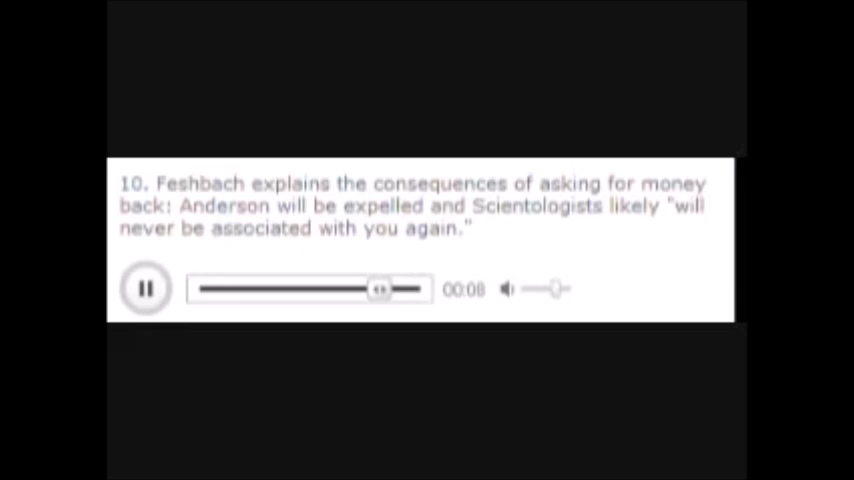 10. Feshbach explains the consequences of asking for money
back: Anderson will be expelled and Scientologists likely "will
never be associated with you again."
00:08